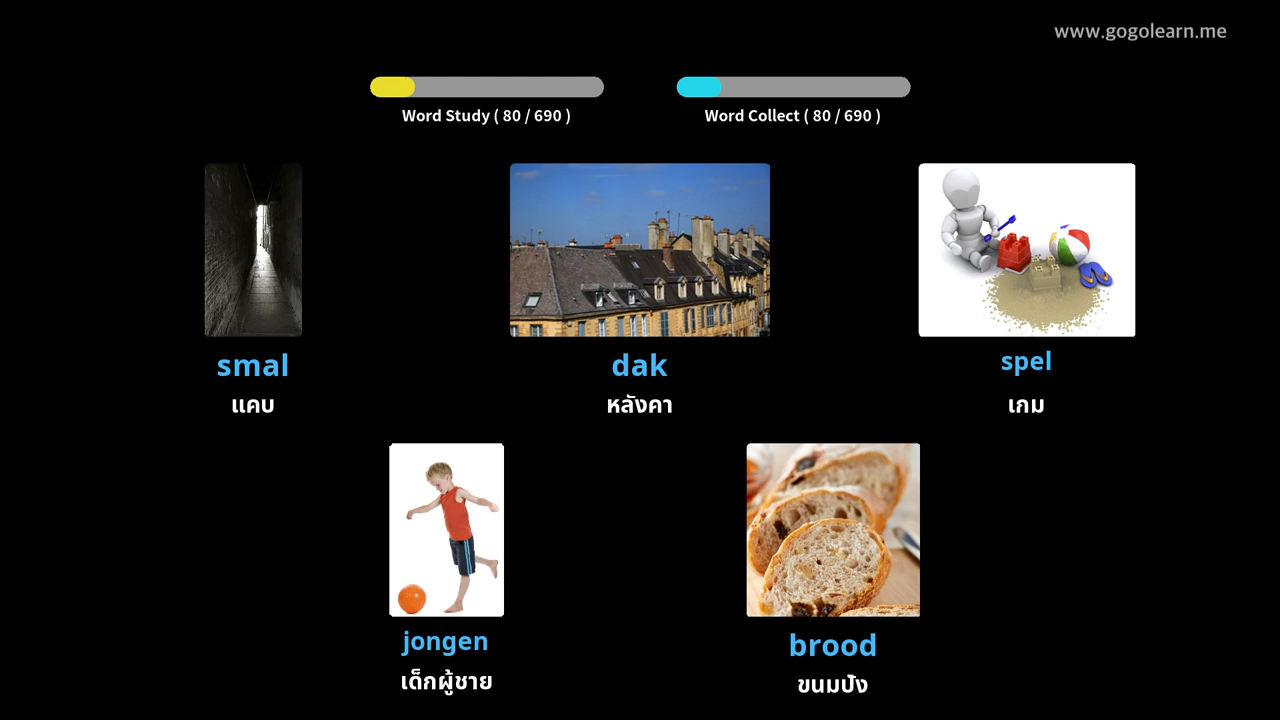 www.gogolearn.me
Word Study ( 80 / 690 )
Word Collect ( 80 / 690 )
smal
แคบ
dak
หลังคา
spel
เกม
jongen
เด็กผู้ชาย
brood
ขนมปัง